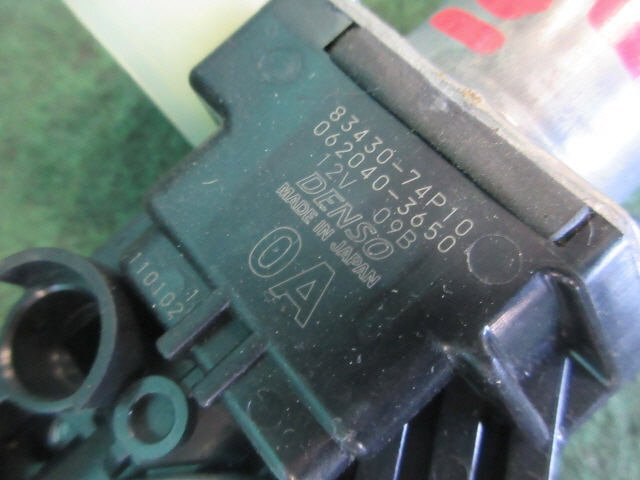 83430-74P10
062040-3650
12V 09B
DENSO
MADE IN JAPAN
0A
110102